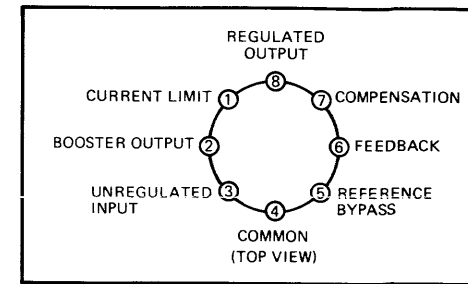 REGULATED
OUTPUT
8
CURRENT LIMIT 1
7 COMPENSATION
BOOSTER OUTPUT 2
6 FEEDBACK
UNREGULATED
INPUT
3
5 REFERENCE
BYPASS
4
COMMON
(TOP VIEW)